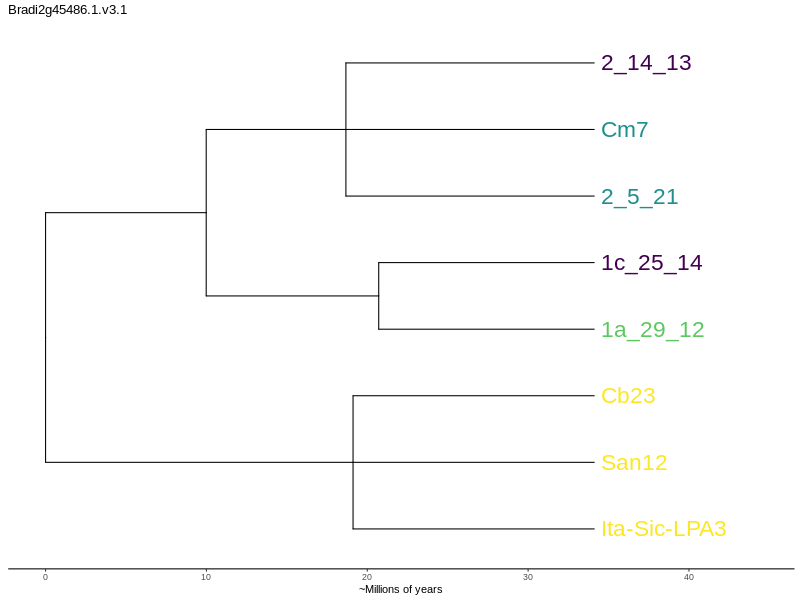 Bradi2g45486.1.v3.1
2_14_13
Cm7
2_5_21
1c_25_14
1a_29_12
Cb23
San12
Ita-Sic-LPA3
0 10 20 30 40
~Millions of years